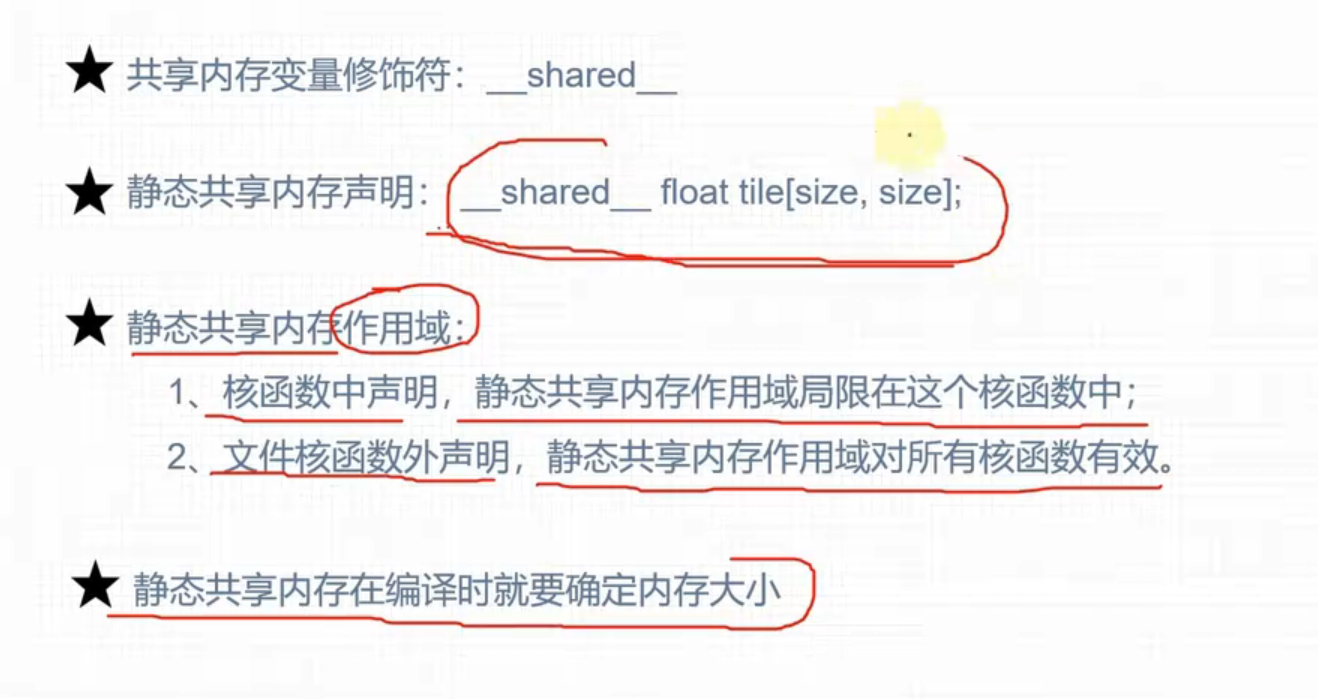 ★ 共享内存变量修饰符：__shared__
★ 静态共享内存声明：__shared__ float tile[size, size];
★ 静态共享内存作用域：
1、核函数中声明，静态共享内存作用域局限在这个核函数中；
2、文件核函数外声明，静态共享内存作用域对所有核函数有效。
★ 静态共享内存在编译时就要确定内存大小